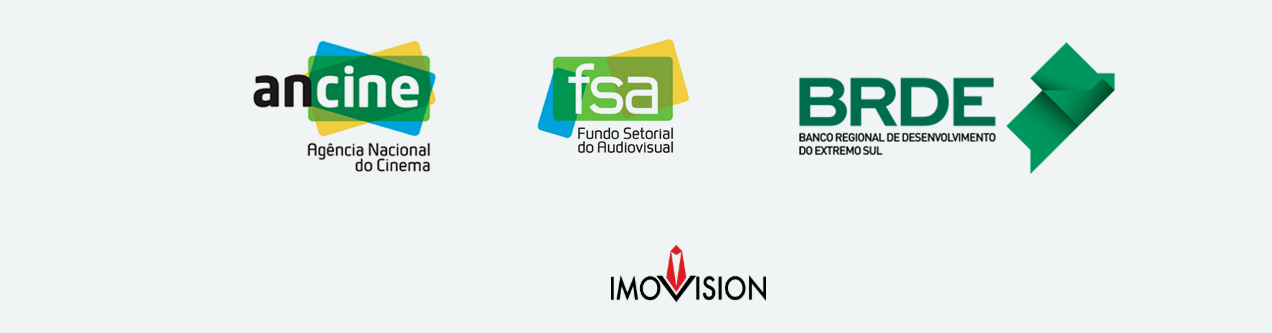 ancine
Agência Nacional
do Cinema
fsa
Fundo Setorial
do Audiovisual
BRDE
BANCO REGIONAL DE DESENVOLVIMENTO
DO EXTREMO SUL
IMOVISION